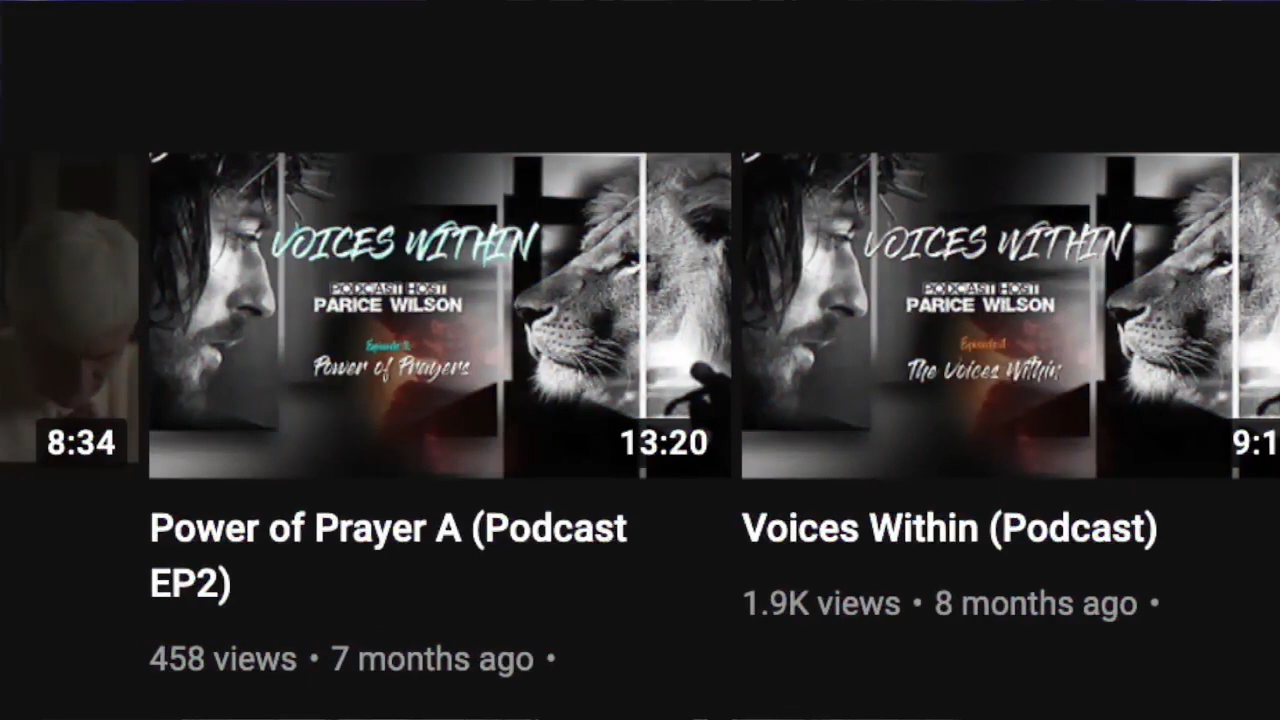 VOICES WITHIN
PODCAST HOST
PARICE WILSON
Power of Prayers
8:34
13:20
Power of Prayer A (Podcast
EP2)
458 views • 7 months ago •
VOICES WITHIN
PODCAST HOST
PARICE WILSON
The Voices Within
9:1
Voices Within (Podcast)
1.9K views • 8 months ago •